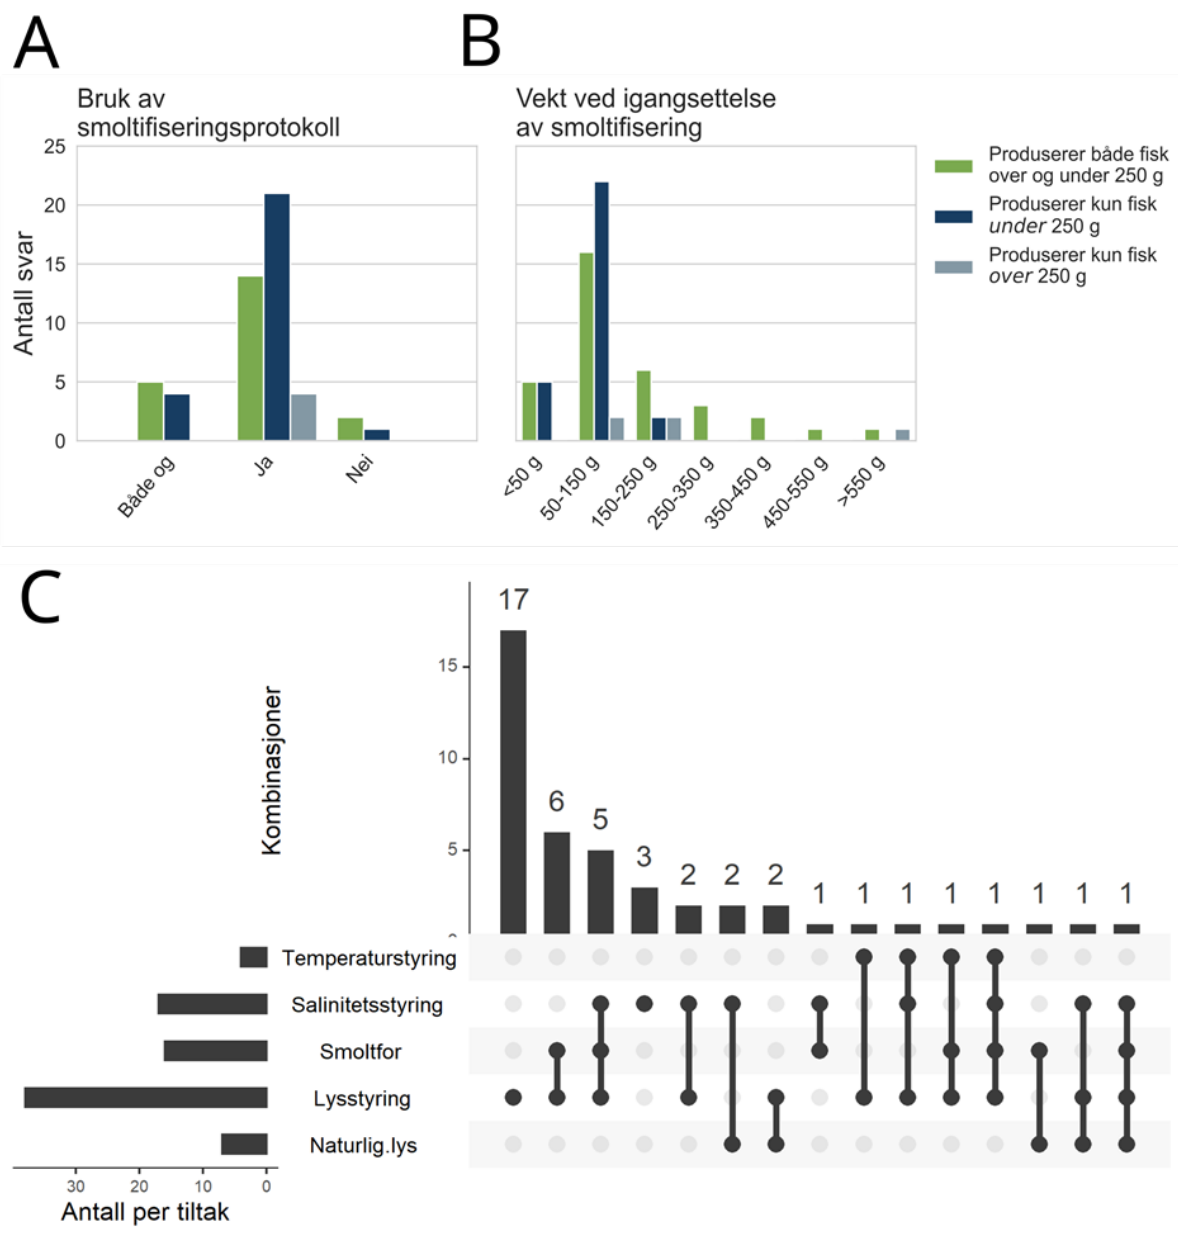 A
B
Bruk av
smoltifiseringsprotokoll
Vekt ved igangsettelse
av smoltifisering
Antall svar
25
20
15
10
5
0
Både og
Ja
Nei
<50 g
50-150 g
150-250 g
250-350 g
350-450 g
450-550 g
>550 g
Produserer både fisk
over og under 250 g
Produserer kun fisk
under 250 g
Produserer kun fisk
over 250 g
C
Kombinasjoner
15
10
5
17
6
5
3
2
2
2
1
1
1
1
1
1
1
1
Temperaturstyring
Salinitetsstyring
Smoltfor
Lysstyring
Naturlig.lys
30
20
10
0
Antall per tiltak